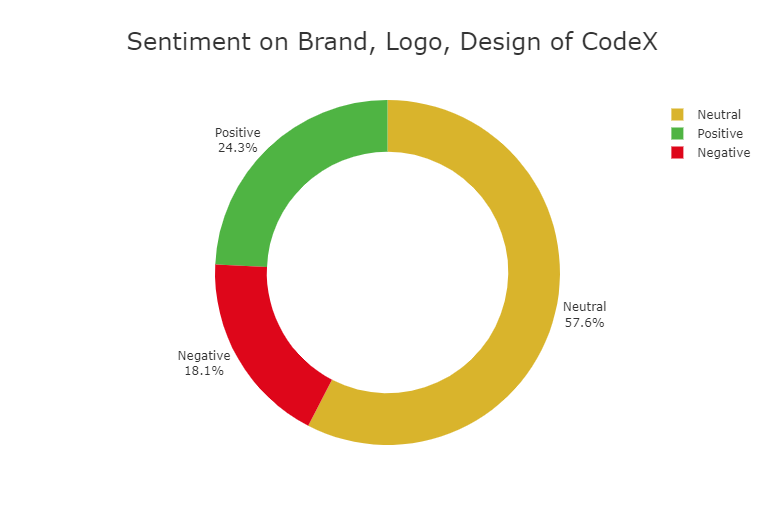 Sentiment on Brand, Logo, Design of CodeX
Neutral
Positive
Negative
Positive
24.3%
Neutral
57.6%
Negative
18.1%